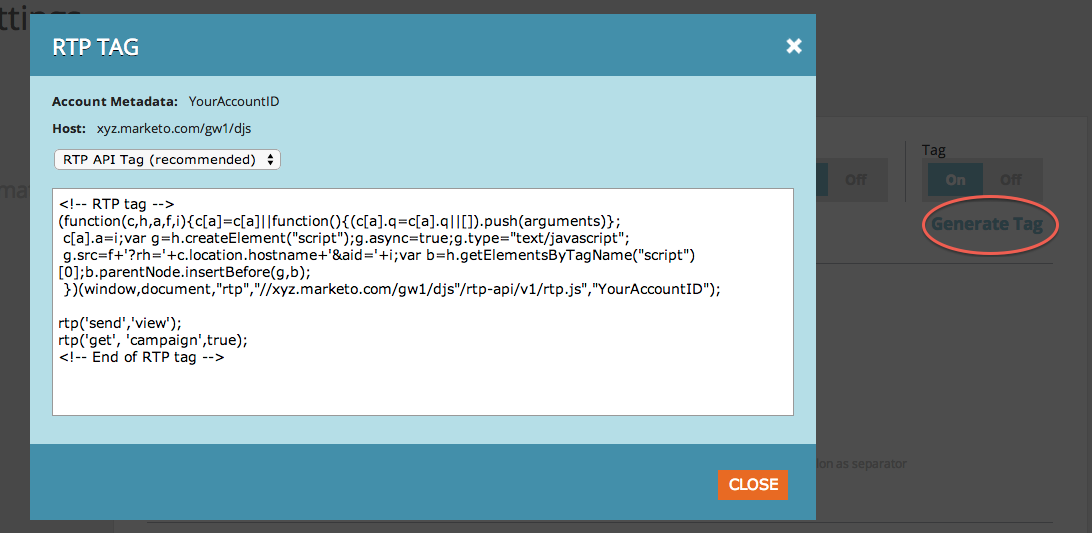 ttings
RTP TAG
Account Metadata: YourAccountID
Host: xyz.marketo.com/gw1/djs
RTP API Tag (recommended)
Tag
Off
On Off
Generate Tag
<!-- RTP tag -->
(function(c,h,a,f,i){c[a]=c[a]||function(){(c[a].q=c[a].q||[]).push(arguments)};
c[a].a=i;var g=h.createElement("script");g.async=true;g.type="text/javascript";
g.src=f+'?rh='+c.location.hostname+'&aid='+i;var b=h.getElementsByTagName("script")
[0];b.parentNode.insertBefore(g,b);
})(window,document,"rtp","//xyz.marketo.com/gw1/djs"/rtp-api/v1/rtp.js","YourAccountID");
rtp('send','view');
rtp('get', 'campaign',true);
<!-- End of RTP tag -->
ion as separator
CLOSE